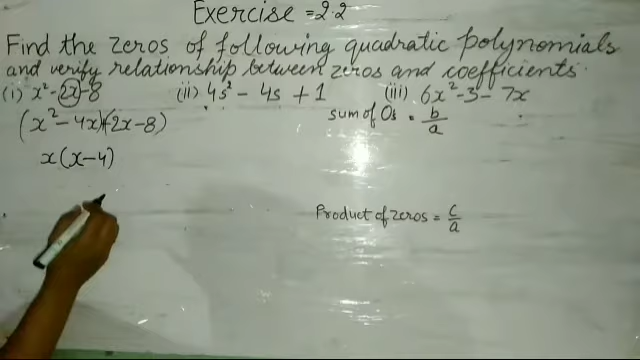 Exercise = 2.2
Find the zeros of following quadratic polynomials
and verify relationship between zeros and coefficients.
(i) x² - 2x - 8 (ii) 4s² - 4s + 1 (iii) 6x² - 3 - 7x
(x² - 4x) + (2x - 8) sum of 0s = b/a
x(x - 4)
Product of zeros = c/a